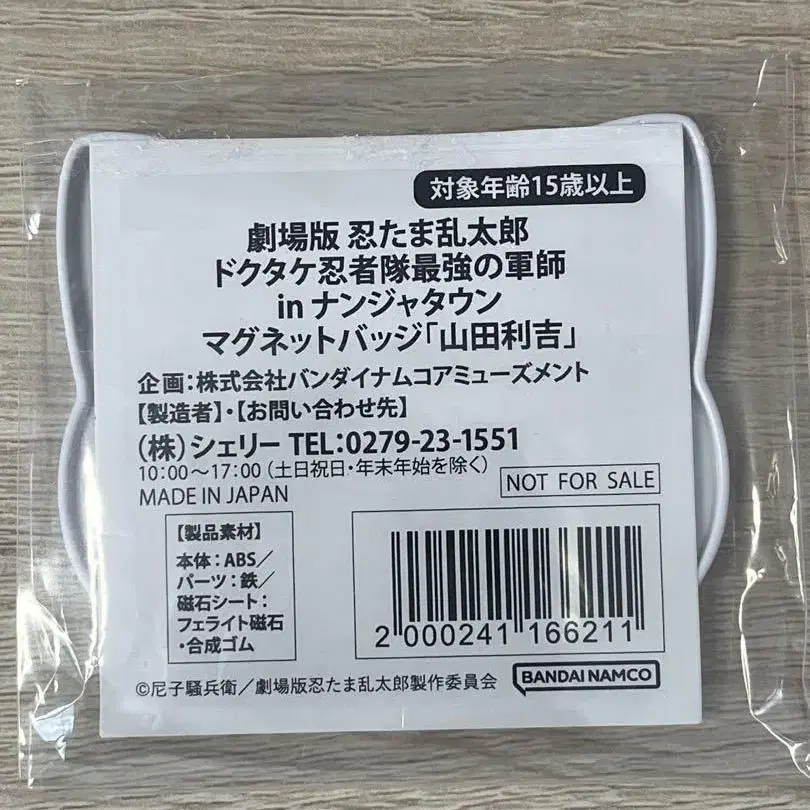 対象年齢15歳以上
劇場版 忍たま乱太郎
ドクタケ忍者隊最強の軍師
in ナンジャタウン
マグネットバッジ「山田利吉」
企画：株式会社バンダイナムコアミューズメント
【製造者】・【お問い合わせ先】
（株）シェリー TEL：0279-23-1551
10：00～17：00（土日祝日・年末年始を除く）
MADE IN JAPAN
NOT FOR SALE
【製品素材】
本体：ABS／
パーツ：鉄／
磁石シート：
フェライト磁石
・合成ゴム
2 000241 166211
©尼子騒兵衛／劇場版忍たま乱太郎製作委員会
BANDAI NAMCO